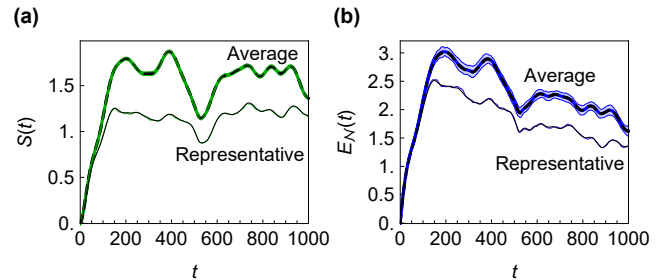 (a)
Average
Representative
S(t)
1.5
1.
0.5
0.
0 200 400 600 800 1000
t
(b)
Average
Representative
E𝒩(t)
3.
2.5
2.
1.5
1.
0.5
0.
0 200 400 600 800 1000
t